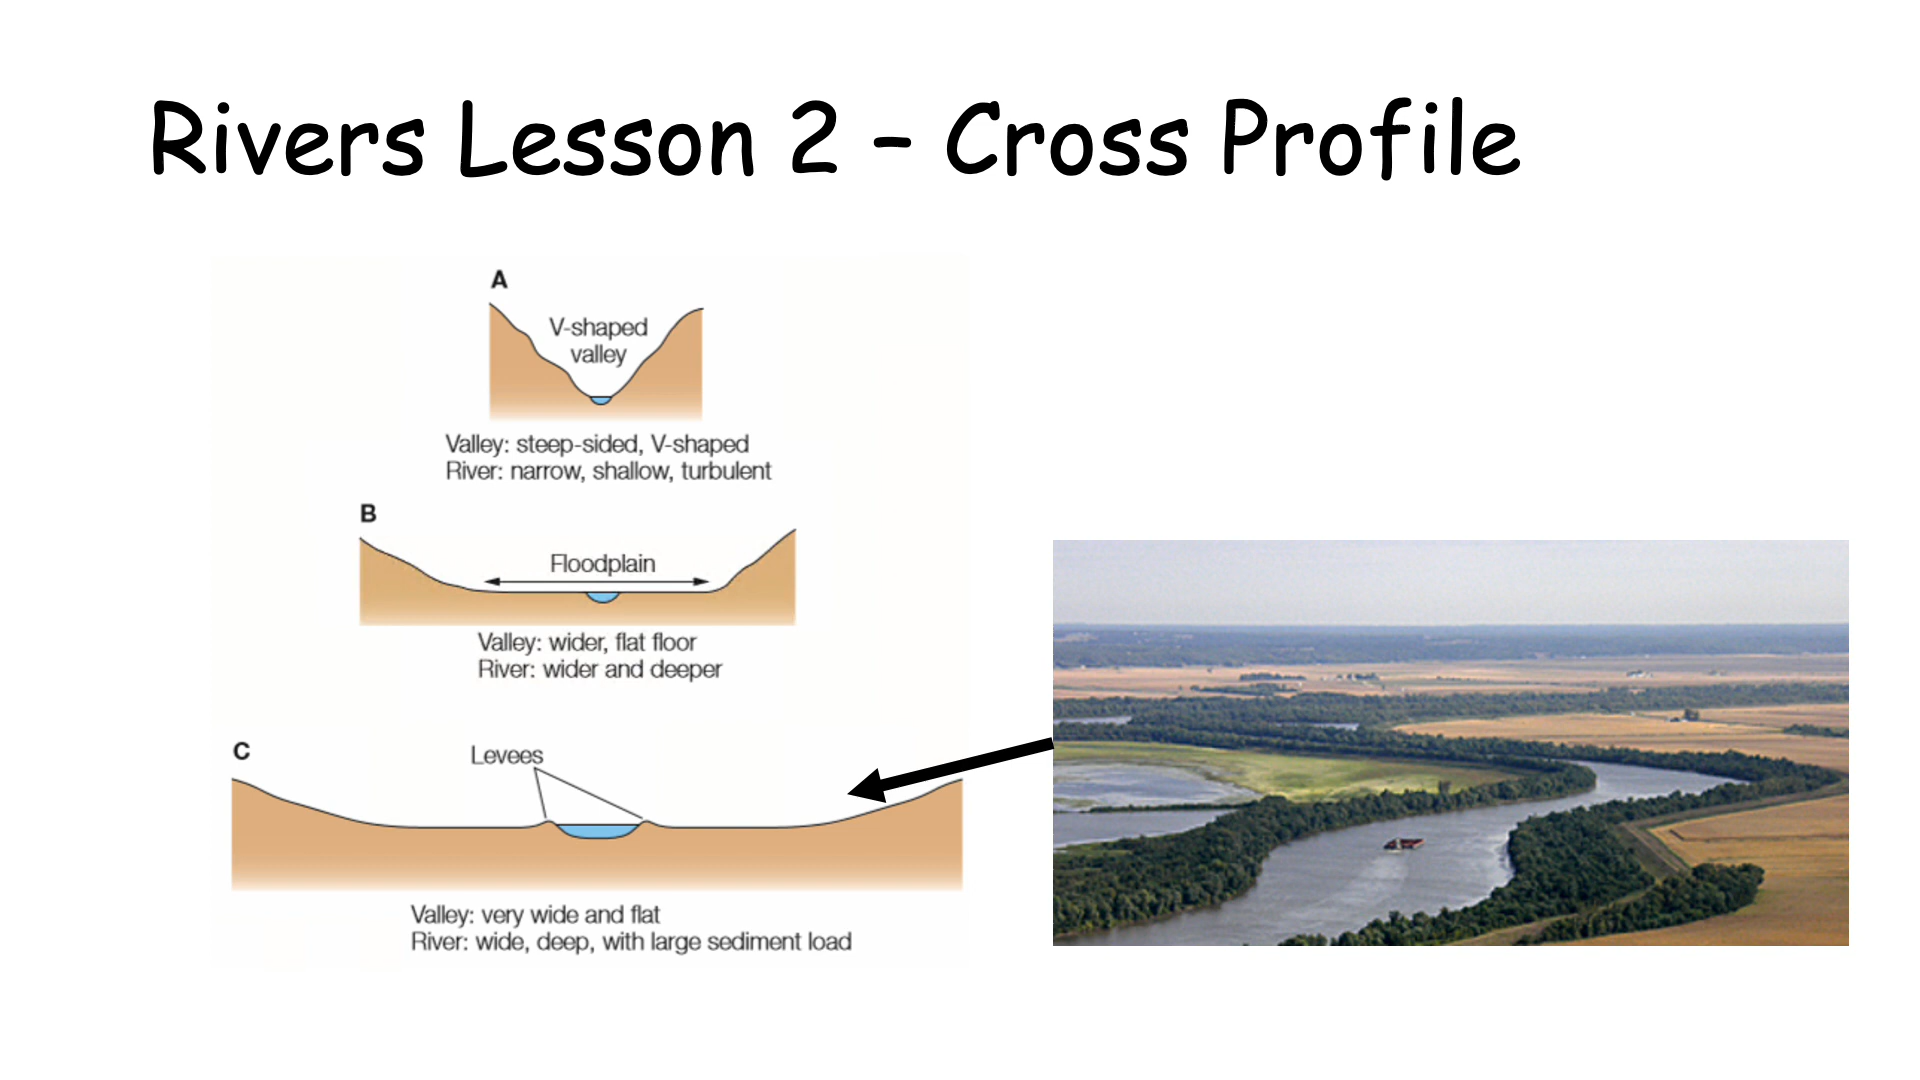 Rivers Lesson 2 – Cross Profile
A
V-shaped
valley
Valley: steep-sided, V-shaped
River: narrow, shallow, turbulent
B
Floodplain
Valley: wider, flat floor
River: wider and deeper
C
Levees
Valley: very wide and flat
River: wide, deep, with large sediment load